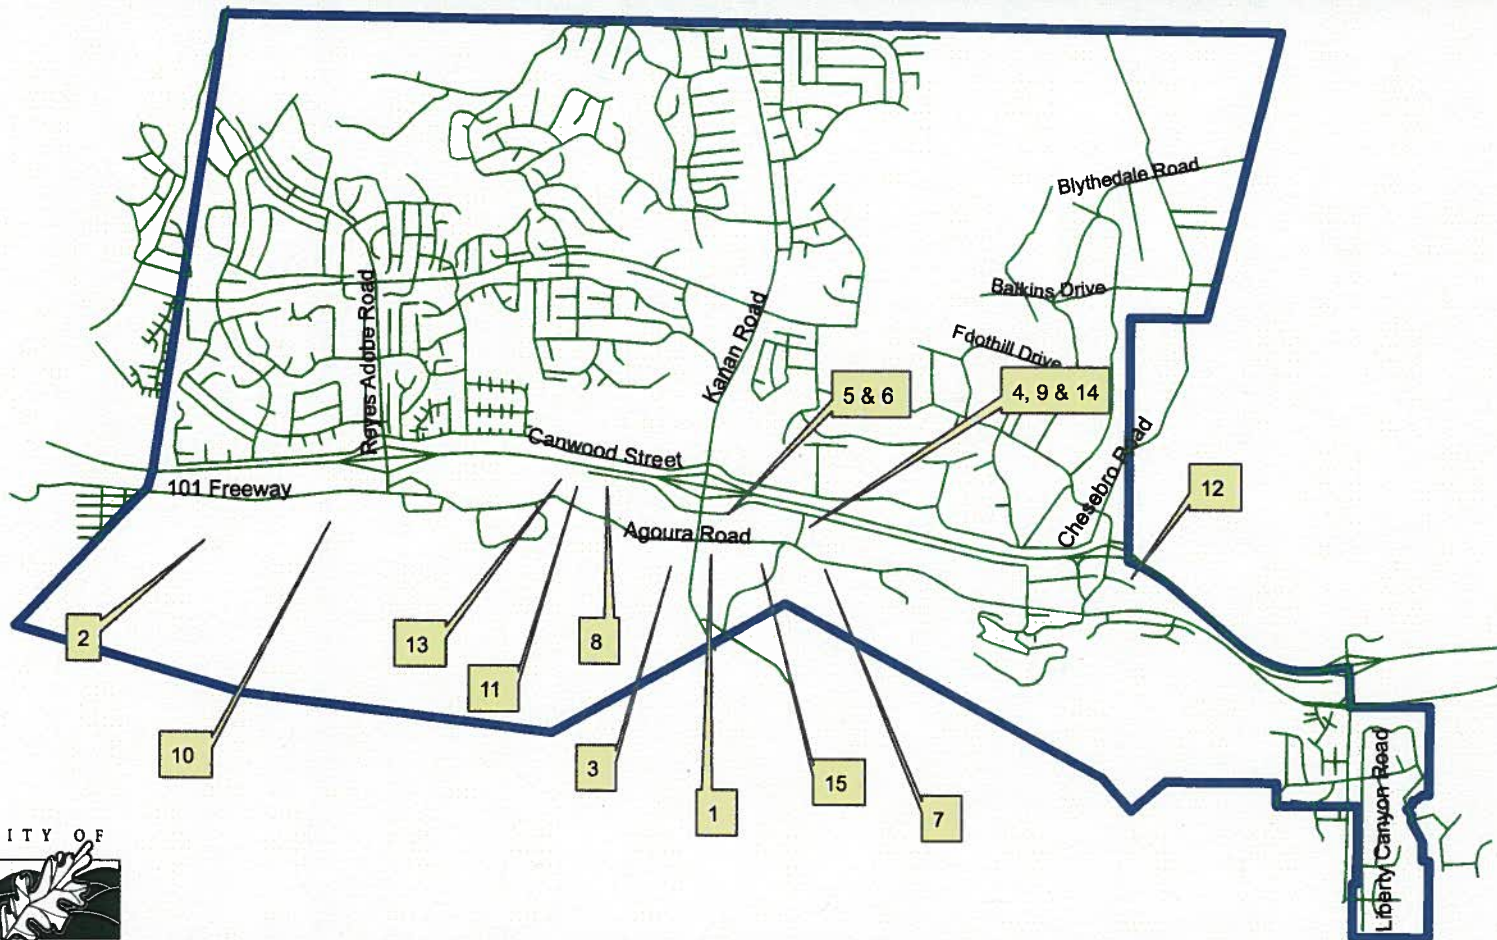 Blythedale Road
Balkins Drive
Fdothill Drive
Reyes Adobe Road
Kanan Road
5 & 6
4, 9 & 14
Canwood Street
Chesebro Road
101 Freeway
12
Agoura Road
2
13
8
11
10
3
15
1
7
Liberty Canyon Road
ITY OF